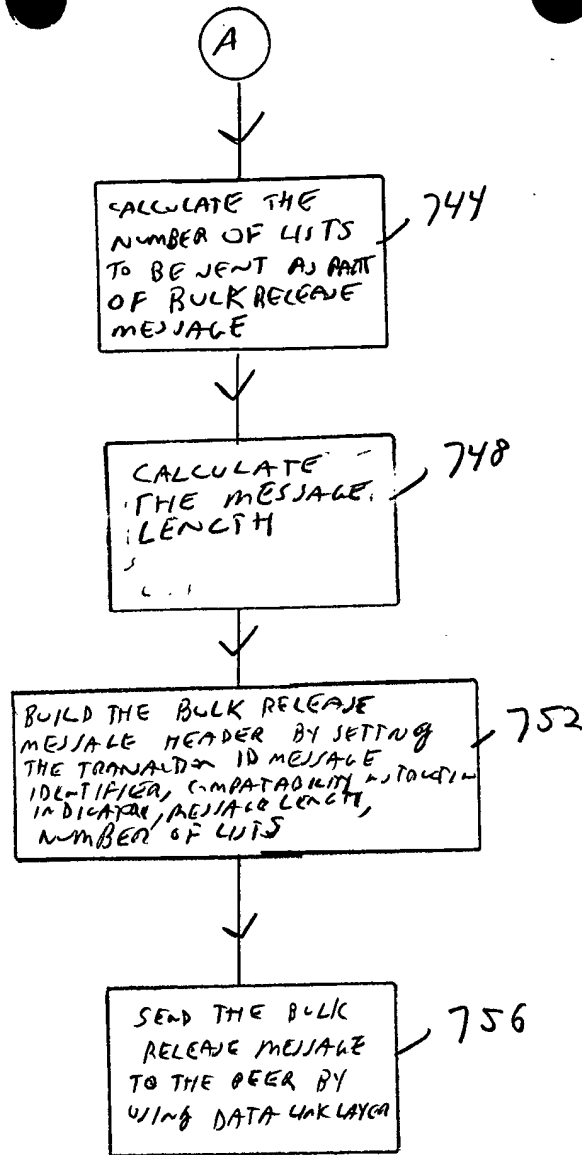 A
CALCULATE THE
NUMBER OF LISTS
TO BE SENT AS PART
OF BULK RELEASE
MESSAGE
744
CALCULATE
THE MESSAGE
LENGTH
748
BUILD THE BULK RELEASE
MESSAGE HEADER BY SETTING
THE ID MESSAGE
IDENTIFIER, COMPATABILITY
INDICATOR, MESSAGE LENGTH,
NUMBER OF LISTS
752
SEND THE BULK
RELEASE MESSAGE
TO THE PEER BY
USING DATA LINK LAYER
756